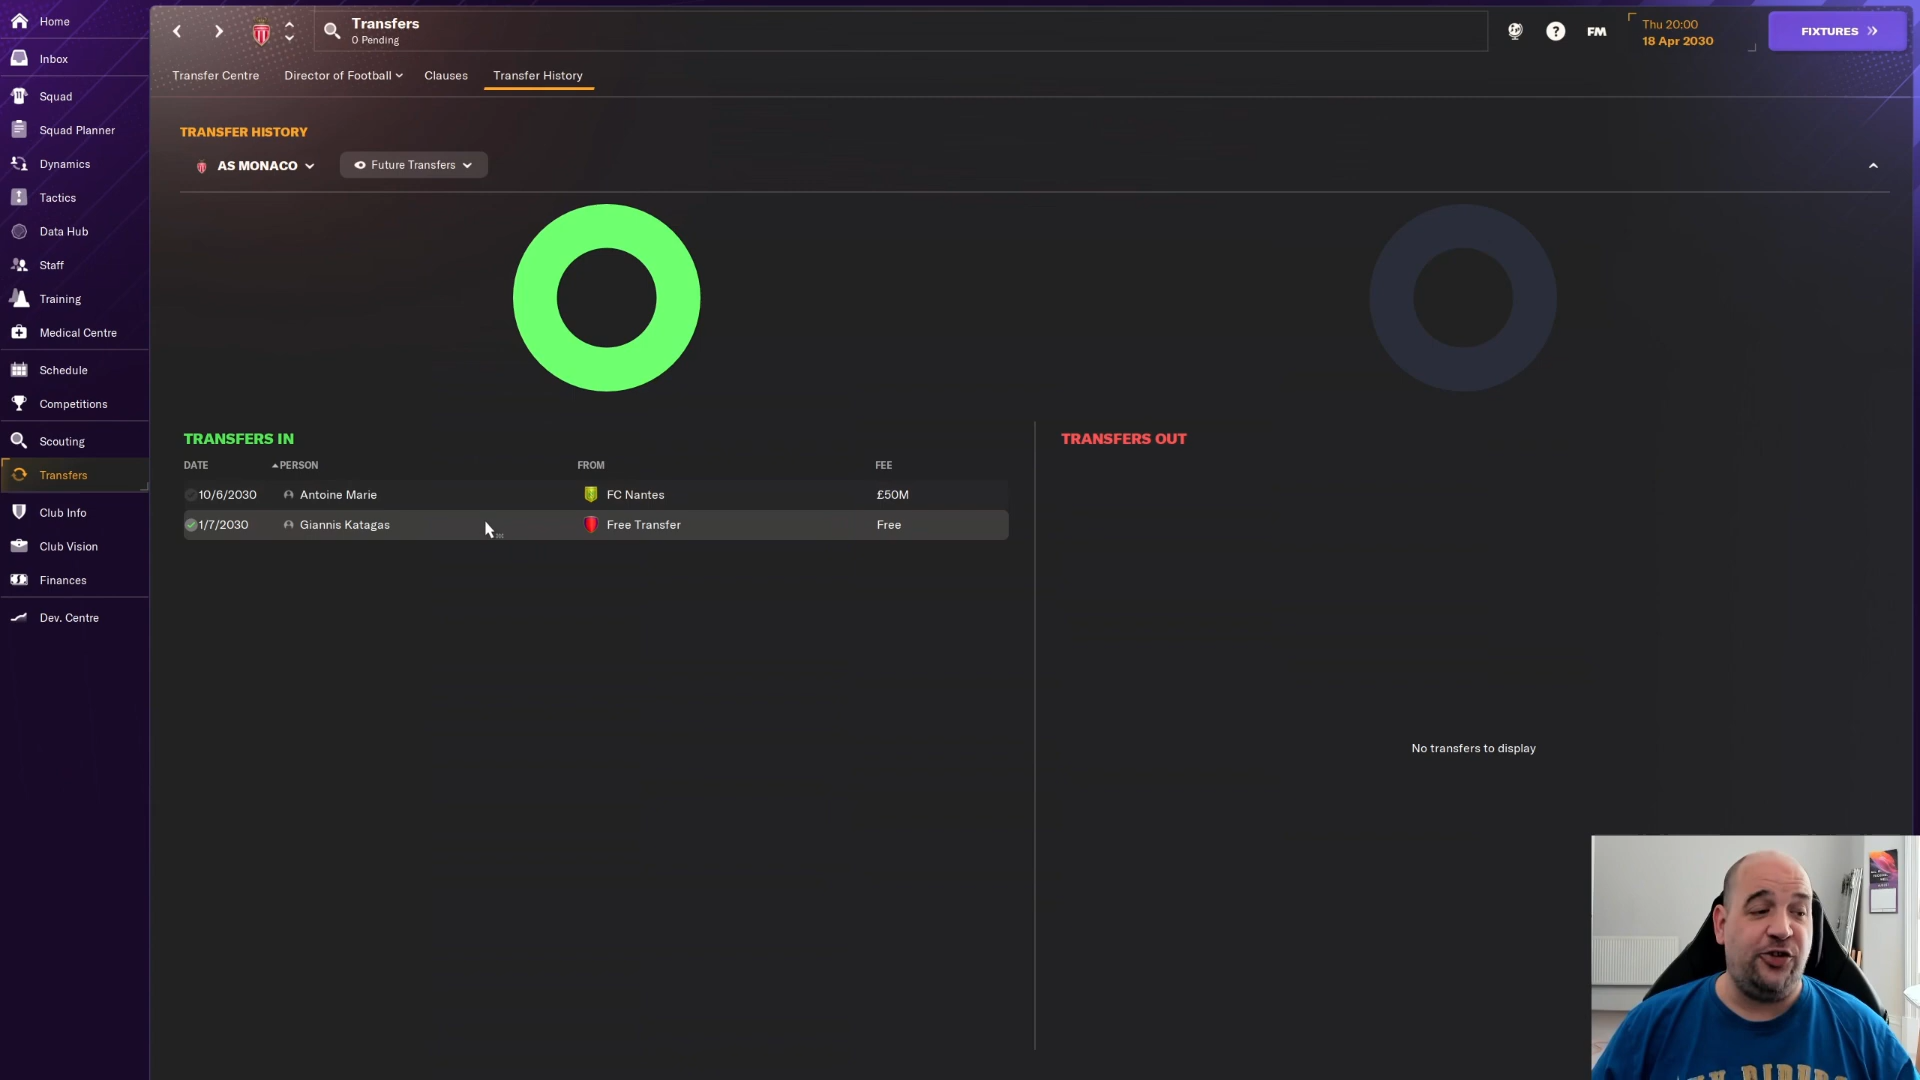 Home
Inbox
Squad
Squad Planner
Dynamics
Tactics
Data Hub
Staff
Training
Medical Centre
Schedule
Competitions
Scouting
Transfers
Club Info
Club Vision
Finances
Dev. Centre
Transfers
0 Pending
FM
Thu 20:00
18 Apr 2030
FIXTURES
Transfer Centre
Director of Football
Clauses
Transfer History
TRANSFER HISTORY
AS MONACO
Future Transfers
TRANSFERS IN
DATE PERSON FROM FEE
10/6/2030 Antoine Marie FC Nantes £50M
1/7/2030 Giannis Katagas Free Transfer Free
TRANSFERS OUT
No transfers to display